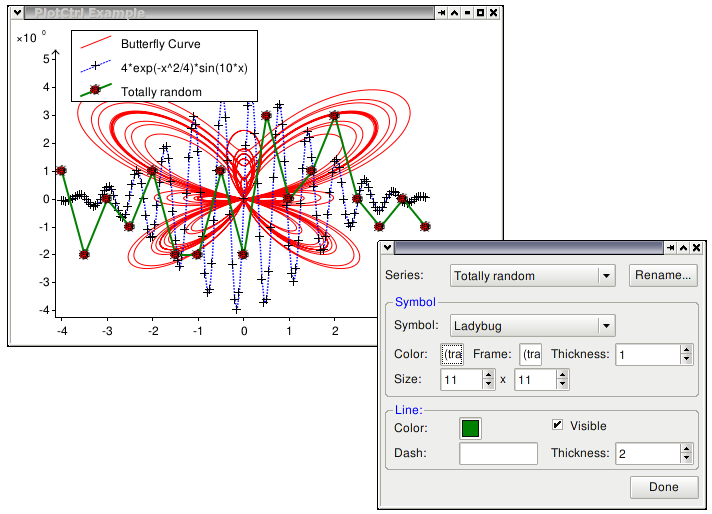 PlotCtrl Example
×10 0
Butterfly Curve
4*exp(-x^2/4)*sin(10*x)
Totally random
5
4
3
2
1
0
-1
-2
-3
-4
-4 -3 -2 -1 0 1 2
Series: Totally random Rename...
Symbol
Symbol: Ladybug
Color: (tra Frame: (tra Thickness: 1
Size: 11 x 11
Line:
Color: Visible
Dash: Thickness: 2
Done